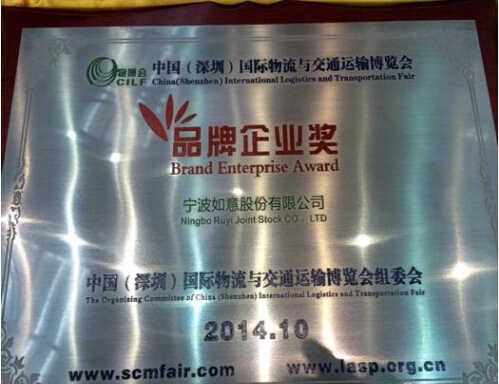 物博会
CILF
中国（深圳）国际物流与交通运输博览会
China(Shenzhen) International Logistics and Transportation Fair
品牌企业奖
Brand Enterprise Award
宁波如意股份有限公司
Ningbo Ruyi Joint Stock CO., LTD
中国（深圳）国际物流与交通运输博览会组委会
The Organizing Committee of China (Shenzhen) International Logistics and Transportation Fair
2014.10
www.scmfair.com www.lasp.org.cn